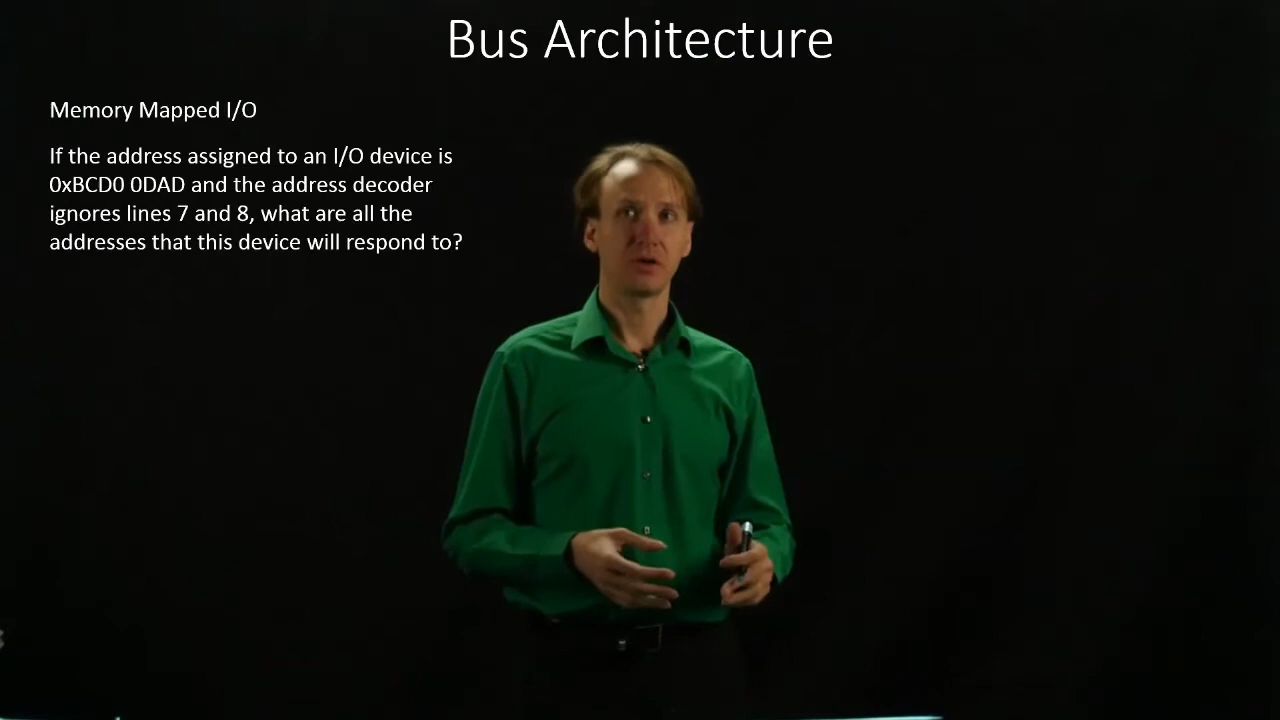 Bus Architecture
Memory Mapped I/O
If the address assigned to an I/O device is
0xBCD0 0DAD and the address decoder
ignores lines 7 and 8, what are all the
addresses that this device will respond to?